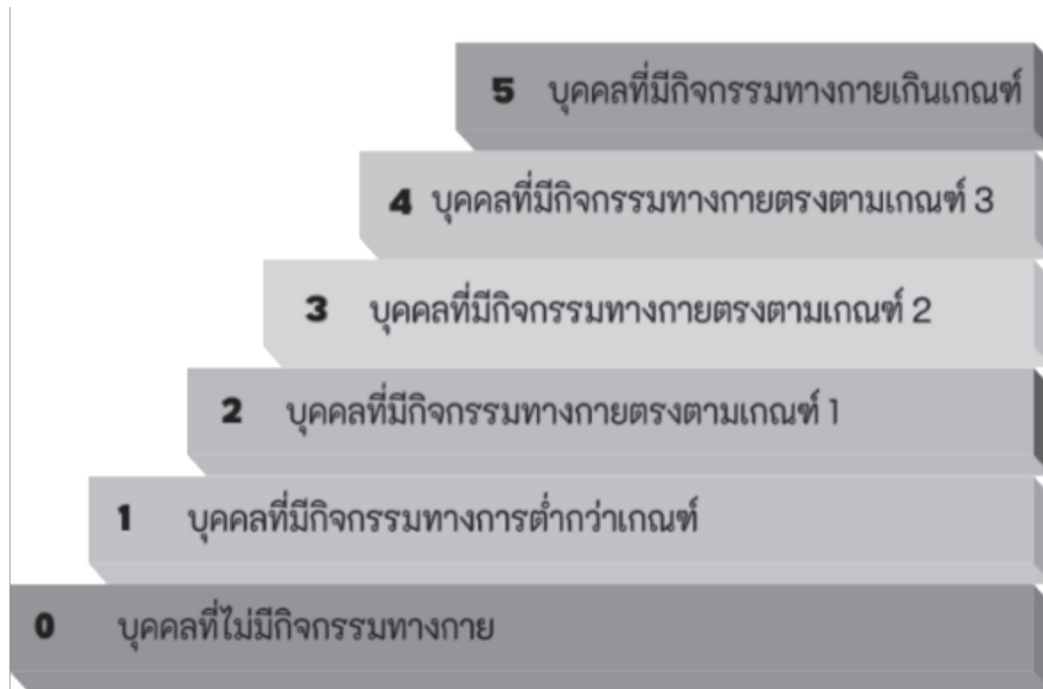 5 บุคคลที่มีกิจกรรมทางกายเกินเกณฑ์
4 บุคคลที่มีกิจกรรมทางกายตรงตามเกณฑ์ 3
3 บุคคลที่มีกิจกรรมทางกายตรงตามเกณฑ์ 2
2 บุคคลที่มีกิจกรรมทางกายตรงตามเกณฑ์ 1
1 บุคคลที่มีกิจกรรมทางการต่ำกว่าเกณฑ์
0 บุคคลที่ไม่มีกิจกรรมทางกาย